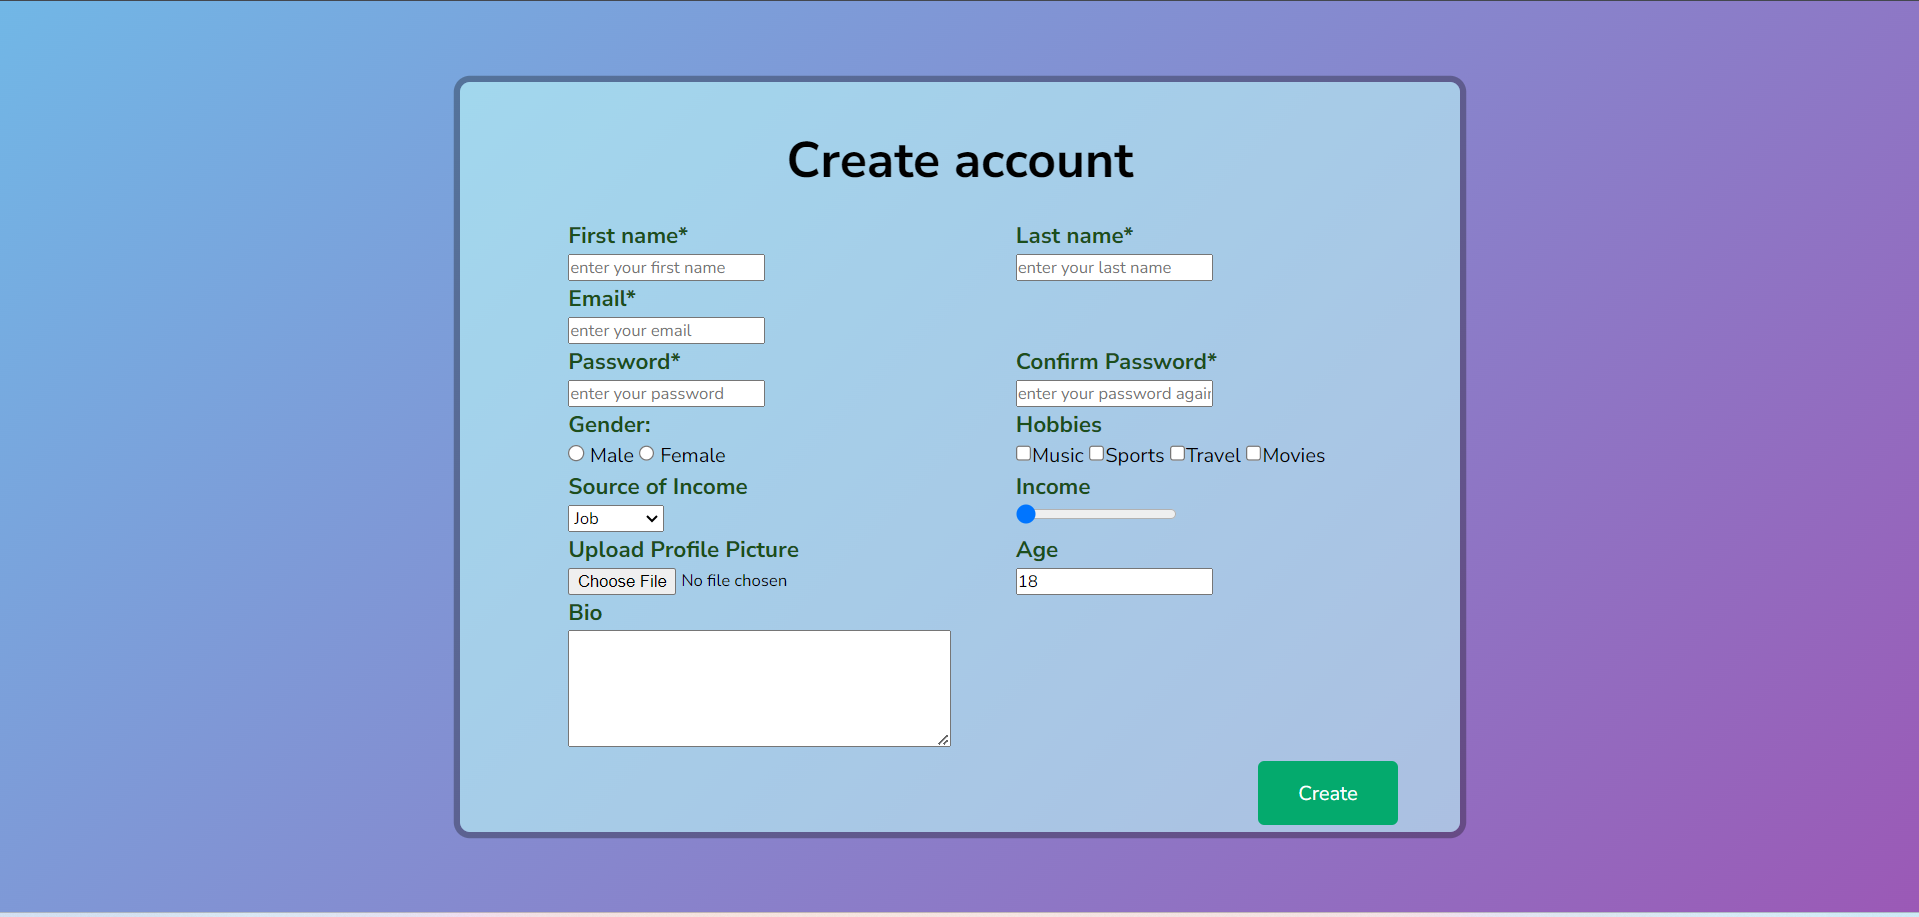 Create account
First name* Last name*
enter your first name enter your last name
Email*
enter your email
Password* Confirm Password*
enter your password enter your password agai
Gender: Hobbies
Male Female Music Sports Travel Movies
Source of Income Income
Job
Upload Profile Picture Age
Choose File No file chosen 18
Bio
Create